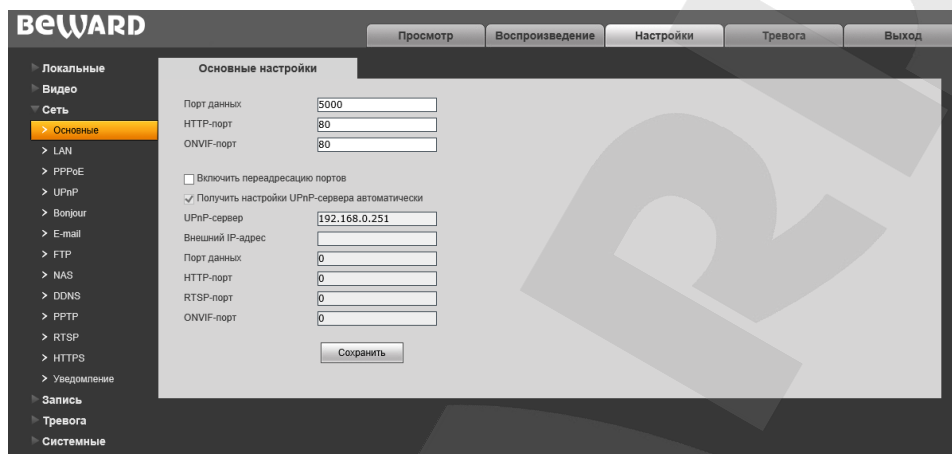 BEWARD
Просмотр
Воспроизведение
Настройки
Тревога
Выход
Локальные
Видео
Сеть
Основные
LAN
PPPoE
UPnP
Bonjour
E-mail
FTP
NAS
DDNS
PPTP
RTSP
HTTPS
Уведомление
Запись
Тревога
Системные
Основные настройки
Порт данных 5000
HTTP-порт 80
ONVIF-порт 80
Включить переадресацию портов
Получить настройки UPnP-сервера автоматически
UPnP-сервер 192.168.0.251
Внешний IP-адрес
Порт данных 0
HTTP-порт 0
RTSP-порт 0
ONVIF-порт 0
Сохранить